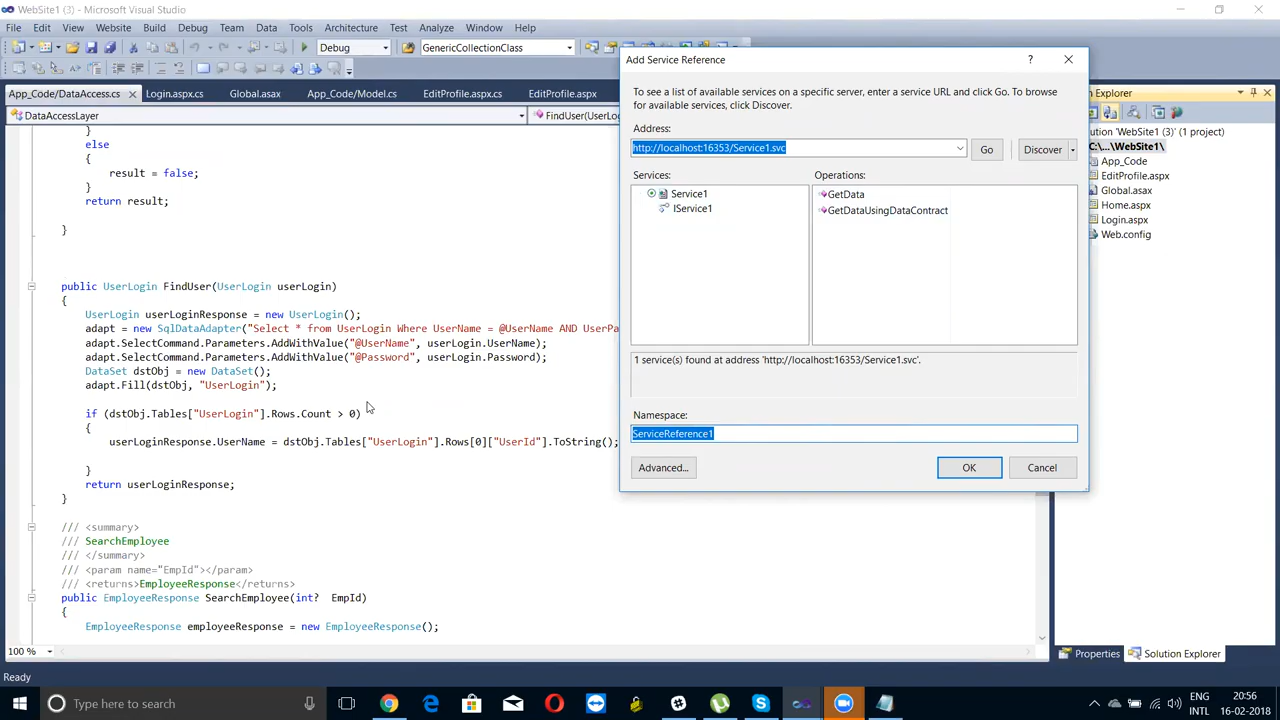 WebSite1 (3) - Microsoft Visual Studio
File Edit View Website Build Debug Team Data Tools Architecture Test Analyze Window Help
Debug GenericCollectionClass
App_Code/DataAccess.cs Login.aspx.cs Global.asax App_Code/Model.cs EditProfile.aspx.cs EditProfile.aspx
DataAccessLayer FindUser(UserLo
}
else
{
result = false;
}
return result;
}
public UserLogin FindUser(UserLogin userLogin)
{
UserLogin userLoginResponse = new UserLogin();
adapt = new SqlDataAdapter("Select * from UserLogin Where UserName = @UserName AND UserPa
adapt.SelectCommand.Parameters.AddWithValue("@UserName", userLogin.UserName);
adapt.SelectCommand.Parameters.AddWithValue("@Password", userLogin.Password);
DataSet dstObj = new DataSet();
adapt.Fill(dstObj, "UserLogin");
if (dstObj.Tables["UserLogin"].Rows.Count > 0)
{
userLoginResponse.UserName = dstObj.Tables["UserLogin"].Rows[0]["UserId"].ToString();
}
return userLoginResponse;
}
/// <summary>
/// SearchEmployee
/// </summary>
/// <param name="EmpId"></param>
/// <returns>EmployeeResponse</returns>
public EmployeeResponse SearchEmployee(int? EmpId)
{
EmployeeResponse employeeResponse = new EmployeeResponse();
100 %
Ready
Add Service Reference
To see a list of available services on a specific server, enter a service URL and click Go. To browse
for available services, click Discover.
Address:
http://localhost:16353/Service1.svc Go Discover
Services: Operations:
Service1
IService1
GetData
GetDataUsingDataContract
1 service(s) found at address 'http://localhost:16353/Service1.svc'.
Namespace:
ServiceReference1
Advanced... OK Cancel
n Explorer
ution 'WebSite1 (3)' (1 project)
C:\...\WebSite1\
App_Code
EditProfile.aspx
Global.asax
Home.aspx
Login.aspx
Web.config
Properties Solution Explorer
Type here to search
ENG
INTL
20:56
16-02-2018